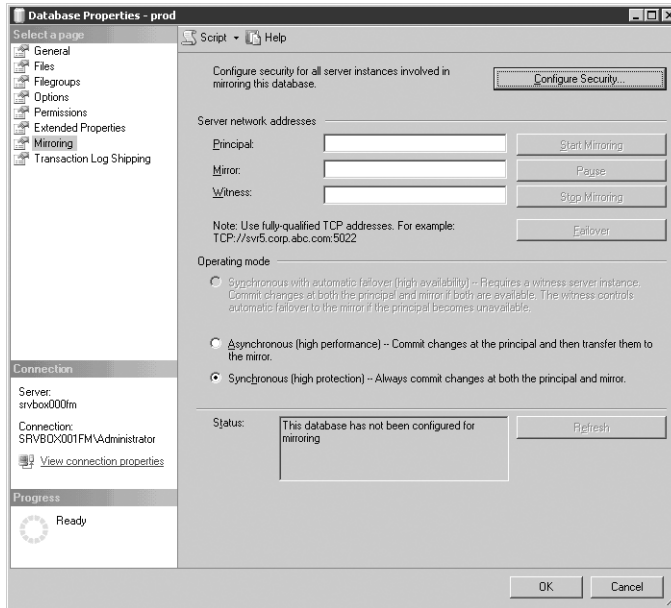 Database Properties - prod
Select a page
General
Files
Filegroups
Options
Permissions
Extended Properties
Mirroring
Transaction Log Shipping
Connection
Server:
srvbox000fm
Connection:
SRVBOX001FM\Administrator
View connection properties
Progress
Ready
Script
Help
Configure security for all server instances involved in
mirroring this database.
Configure Security...
Server network addresses
Principal:
Start Mirroring
Mirror:
Pause
Witness:
Stop Mirroring
Note: Use fully-qualified TCP addresses. For example:
TCP://svr5.corp.abc.com:5022
Failover
Operating mode
Synchronous with automatic failover (high availability) -- Requires a witness server instance.
Commit changes at both the principal and mirror if both are available. The witness controls
automatic failover to the mirror if the principal becomes unavailable.
Asynchronous (high performance) -- Commit changes at the principal and then transfer them to
the mirror.
Synchronous (high protection) -- Always commit changes at both the principal and mirror.
Status:
This database has not been configured for
mirroring
Refresh
OK
Cancel